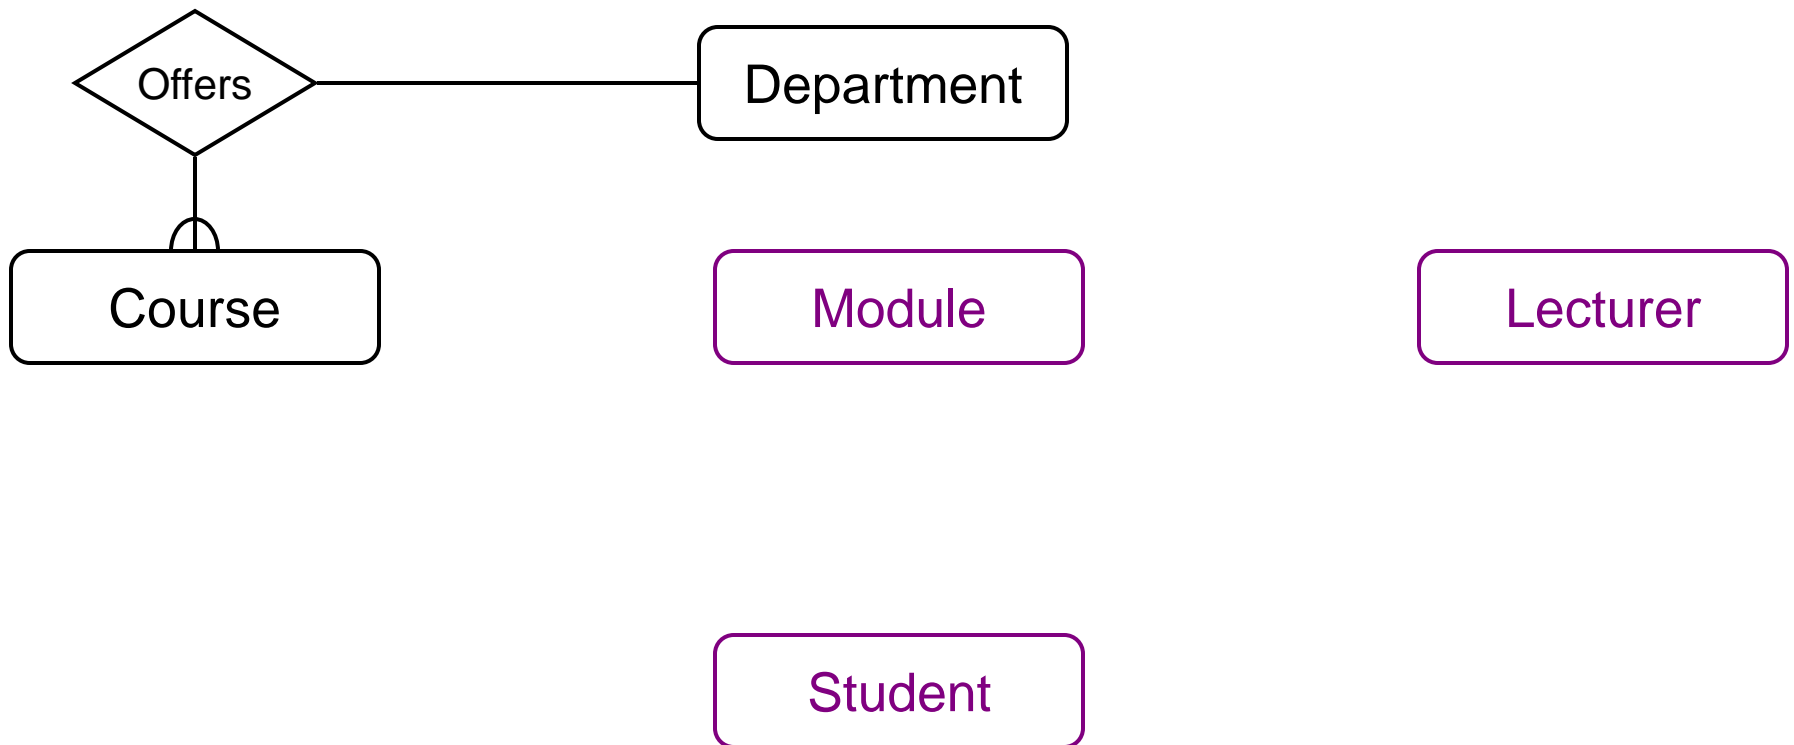 Offers
Department
Course
Module
Lecturer
Student